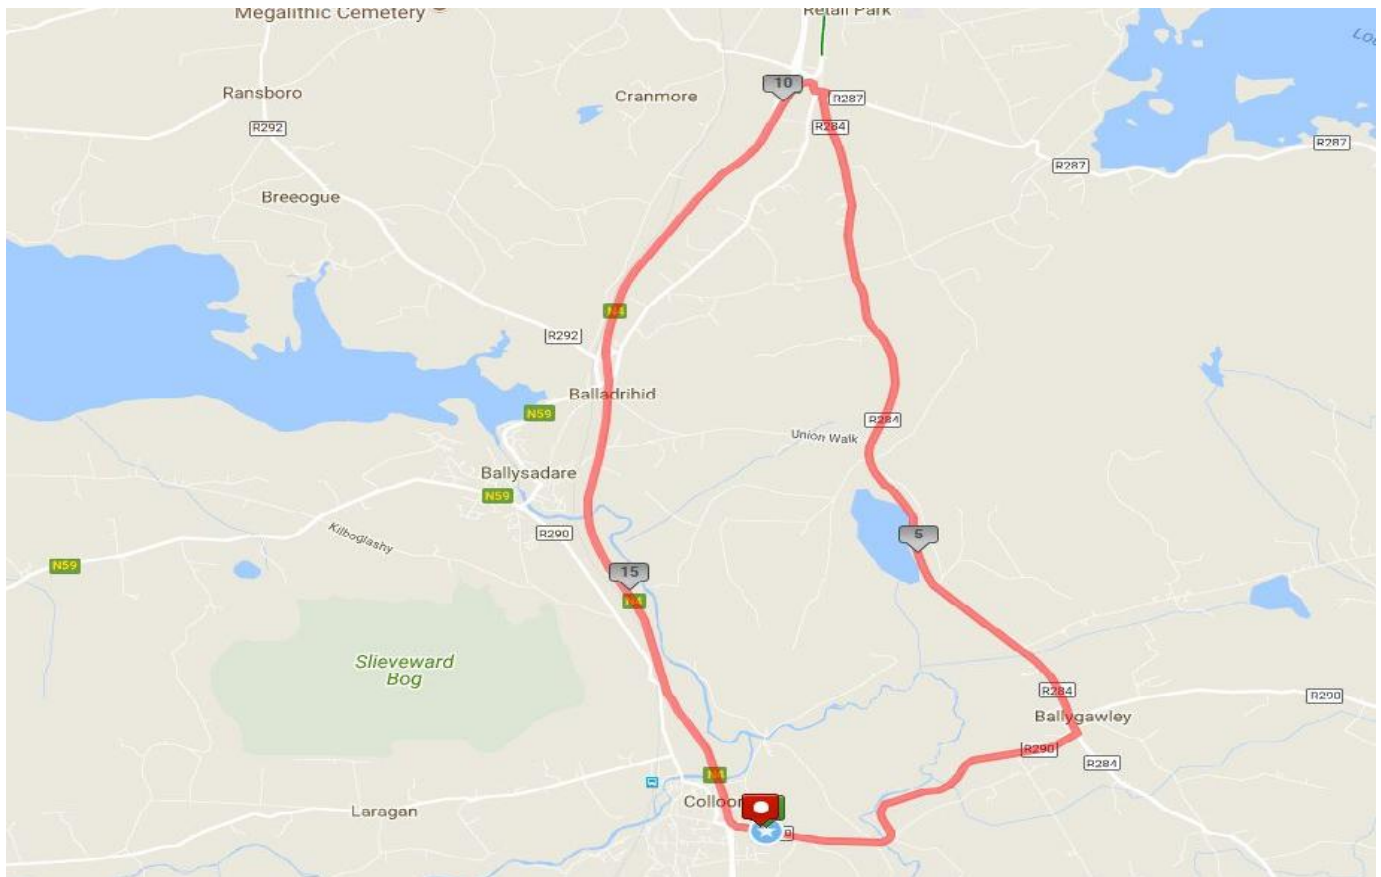 Megalithic Cemetery
Retail Park
10
Ransboro
Cranmore
R287
R292
R284
R287
R287
Breeogue
N4
R292
Balladrihid
N59
R284
Union Walk
Ballysadare
N59
Kilboglashy
R290
5
N59
15
N4
Slieveward
Bog
R284
R290
Ballygawley
R290
R284
N4
Colloo
Laragan